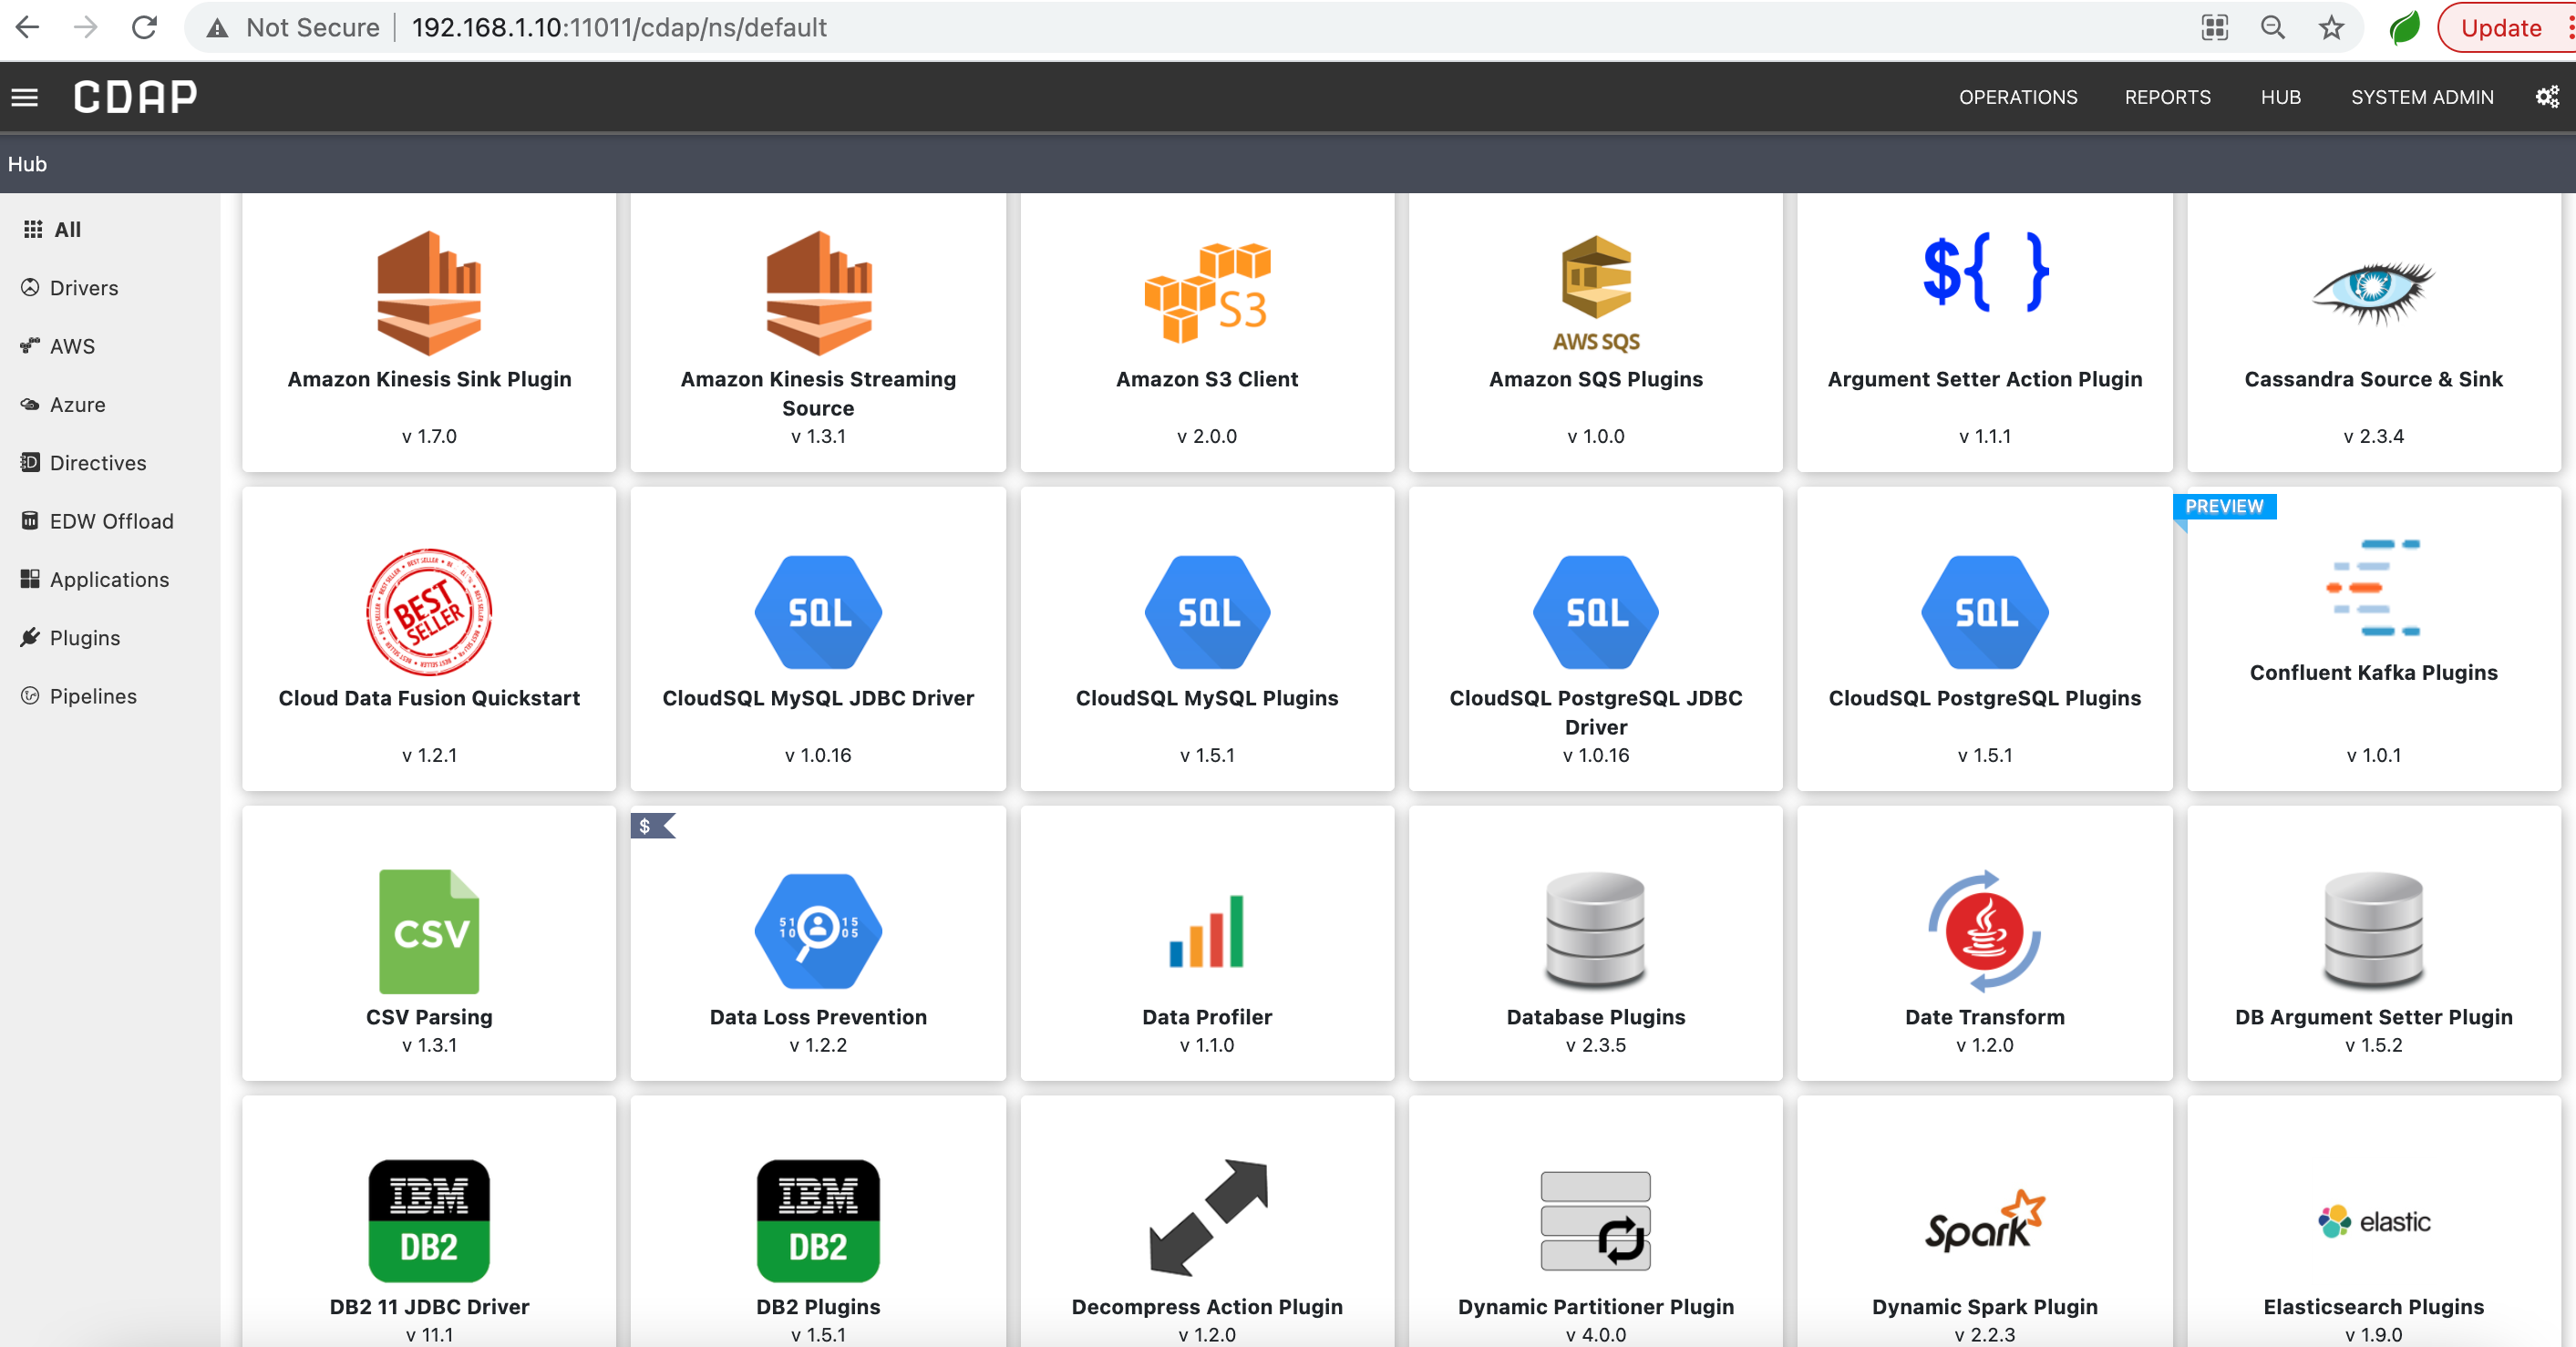 Not Secure 192.168.1.10:11011/cdap/ns/default Update
CDAP OPERATIONS REPORTS HUB SYSTEM ADMIN
Hub
All
Drivers
AWS
Azure
Directives
EDW Offload
Applications
Plugins
Pipelines
S3
AWS SQS
${ }
Amazon Kinesis Sink Plugin
v 1.7.0
Amazon Kinesis Streaming
Source
v 1.3.1
Amazon S3 Client
v 2.0.0
Amazon SQS Plugins
v 1.0.0
Argument Setter Action Plugin
v 1.1.1
Cassandra Source & Sink
v 2.3.4
BEST
SELLER
Cloud Data Fusion Quickstart
v 1.2.1
SQL
CloudSQL MySQL JDBC Driver
v 1.0.16
SQL
CloudSQL MySQL Plugins
v 1.5.1
SQL
CloudSQL PostgreSQL JDBC
Driver
v 1.0.16
SQL
CloudSQL PostgreSQL Plugins
v 1.5.1
PREVIEW
Confluent Kafka Plugins
v 1.0.1
CSV
CSV Parsing
v 1.3.1
$
51 15
10 05
Data Loss Prevention
v 1.2.2
Data Profiler
v 1.1.0
Database Plugins
v 2.3.5
Date Transform
v 1.2.0
DB Argument Setter Plugin
v 1.5.2
IBM
DB2
DB2 11 JDBC Driver
v 11.1
IBM
DB2
DB2 Plugins
v 1.5.1
Decompress Action Plugin
v 1.2.0
Dynamic Partitioner Plugin
v 4.0.0
Spark
Dynamic Spark Plugin
v 2.2.3
elastic
Elasticsearch Plugins
v 1.9.0